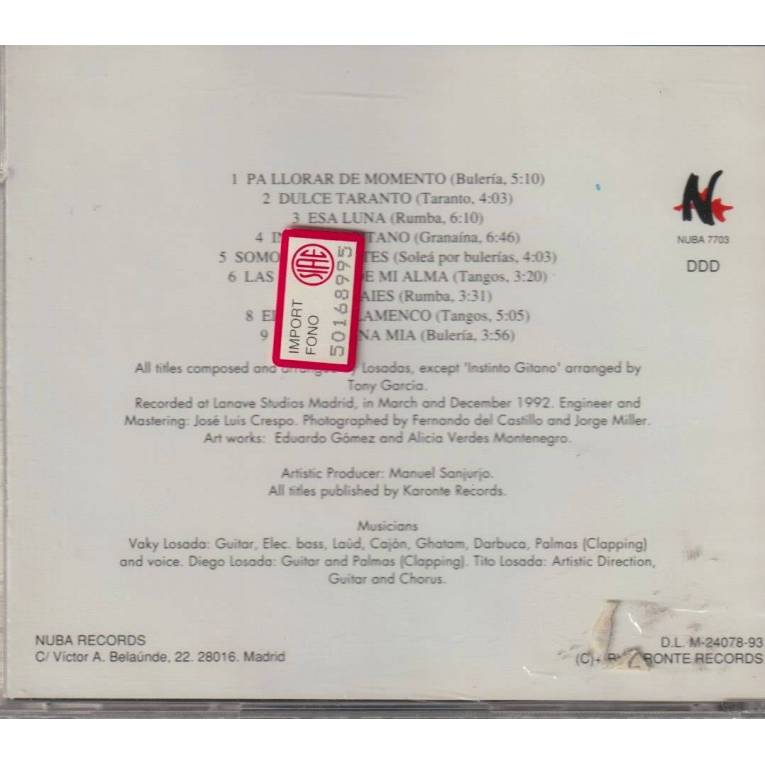 1 PA LLORAR DE MOMENTO (Bulería, 5:10)
2 DULCE TARANTO (Taranto, 4:03)
3 ESA LUNA (Rumba, 6:10)
4 (Granaína, 6:46)
5 (Soleá por bulerías, 4:03)
6 LAS DE MI ALMA (Tangos, 3:20)
(Rumba, 3:31)
8 (Tangos, 5:05)
9 MIA (Bulería, 3:56)
N
NUBA 7703
DDD
SIAE
IMPORT
FONO
50168995
All titles composed and Losadas, except 'Instinto Gitano' arranged by
Tony García.
Recorded at Lanave Studios Madrid, in March and December 1992. Engineer and
Mastering: José Luis Crespo. Photographed by Fernando del Castillo and Jorge Miller.
Art works: Eduardo Gómez and Alicia Verdes Montenegro.
Artistic Producer: Manuel Sanjurjo.
All titles published by Karonte Records.
Musicians
Vaky Losada: Guitar, Elec. bass, Laúd, Cajón, Ghatam, Darbuca, Palmas (Clapping)
and voice. Diego Losada: Guitar and Palmas (Clapping). Tito Losada: Artistic Direction,
Guitar and Chorus.
NUBA RECORDS
C/ Víctor A. Belaúnde, 22. 28016. Madrid
D.L. M-24078-93
RECORDS